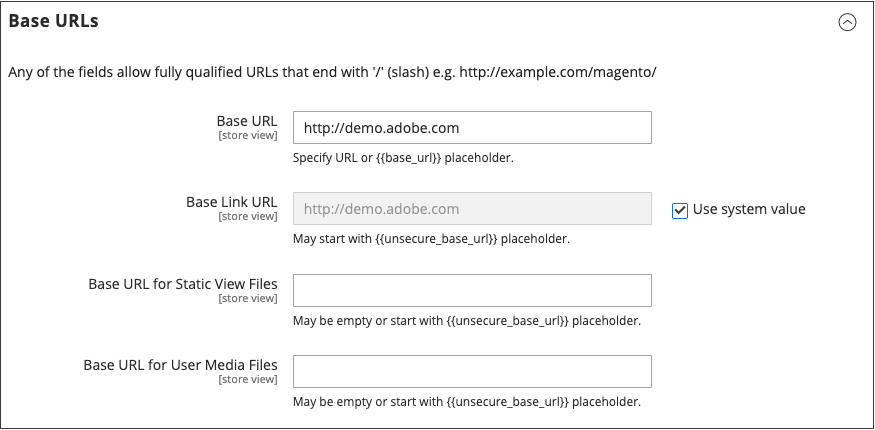 Base URLs
Any of the fields allow fully qualified URLs that end with '/' (slash) e.g. http://example.com/magento/
Base URL
[store view]
http://demo.adobe.com
Specify URL or {{base_url}} placeholder.
Base Link URL
[store view]
http://demo.adobe.com
Use system value
May start with {{unsecure_base_url}} placeholder.
Base URL for Static View Files
[store view]
May be empty or start with {{unsecure_base_url}} placeholder.
Base URL for User Media Files
[store view]
May be empty or start with {{unsecure_base_url}} placeholder.